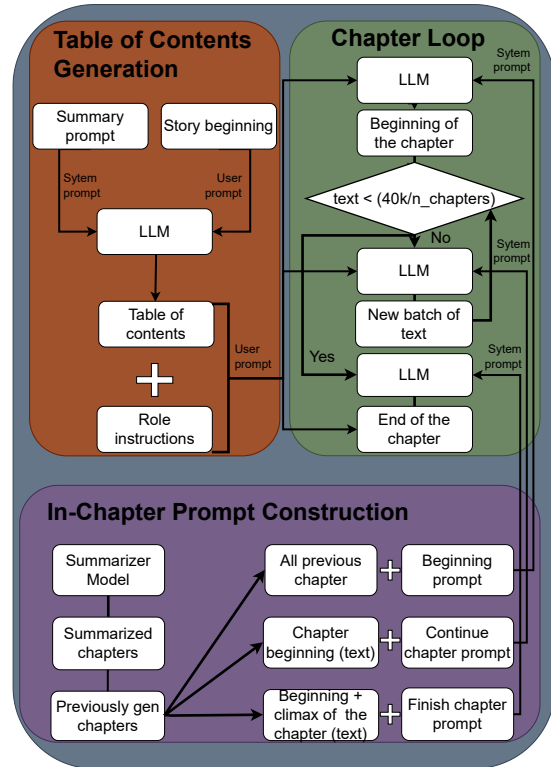 Table of Contents
Generation
Summary
prompt
Story beginning
Sytem
prompt
User
prompt
LLM
Table of
contents
User
prompt
Role
instructions
Chapter Loop
Sytem
prompt
LLM
Beginning of
the chapter
text < (40k/n_chapters)
No
Sytem
prompt
LLM
New batch of
text
Yes
Sytem
prompt
LLM
End of the
chapter
In-Chapter Prompt Construction
Summarizer
Model
Summarized
chapters
Previously gen
chapters
All previous
chapter
Beginning
prompt
Chapter
beginning (text)
Continue
chapter prompt
Beginning +
climax of the
chapter (text)
Finish chapter
prompt